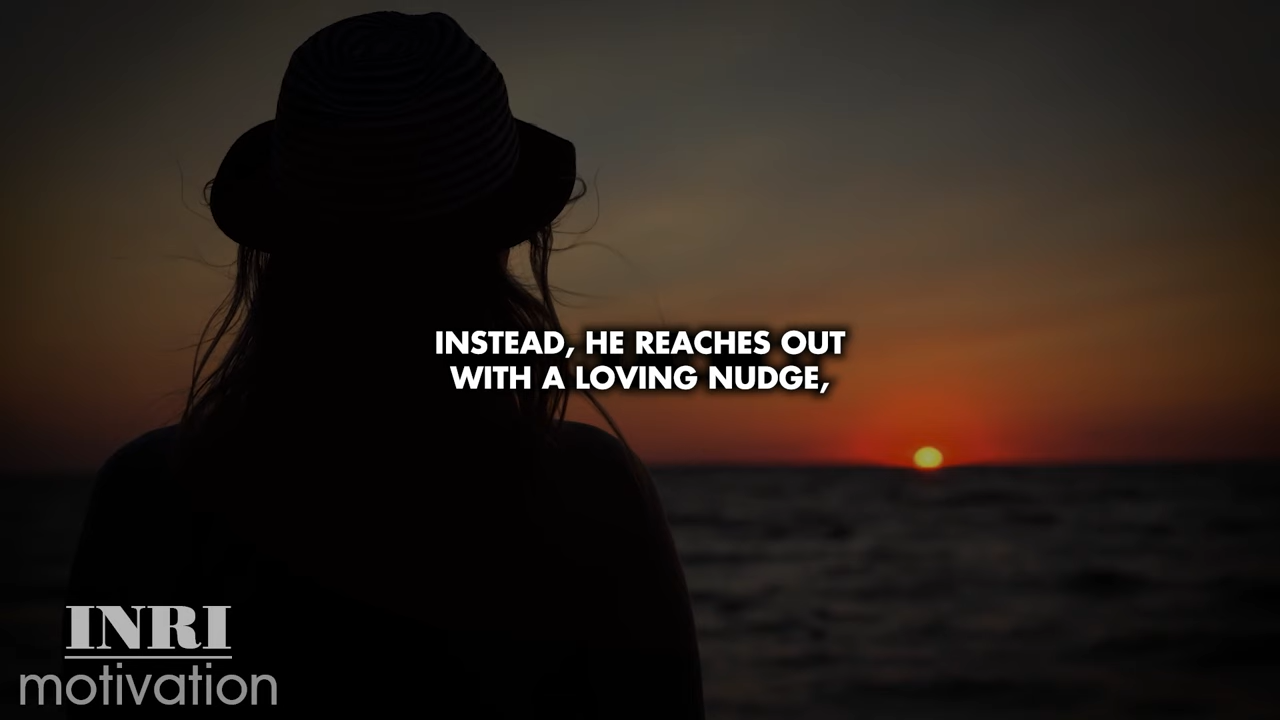 INSTEAD, HE REACHES OUT
WITH A LOVING NUDGE,
INRI
motivation